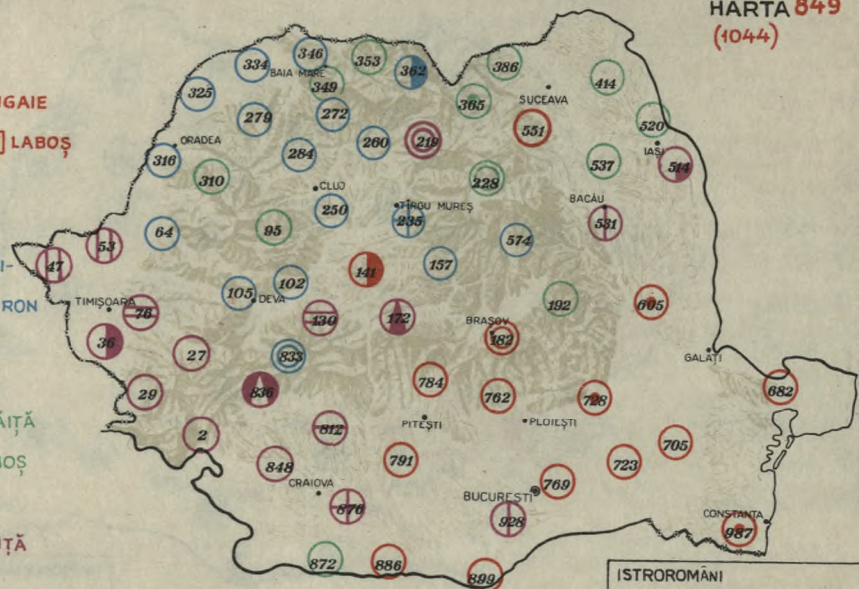 HARTA 849
(1044)
346
334
353
BAIA MARE
362
386
349
414
325
365
SUCEAVA
UGAIE
279
272
551
520
] LABOȘ
ORADEA
260
219
IAȘI
316
284
537
514
310
228
CLUJ
250
TÎRGU MUREȘ
BACĂU
235
531
64
95
574
53
47
141
157
I-
102
RON
105
DEVA
192
605
TIMIȘOARA
76
130
172
BRAȘOV
182
36
27
833
GALAȚI
784
682
29
836
762
728
ĂIȚĂ
PITEȘTI
PLOIEȘTI
2
812
705
OȘ
848
791
723
CRAIOVA
BUCUREȘTI
769
876
928
CONSTANȚA
987
UȚĂ
872
886
899
ISTROROMÂNI